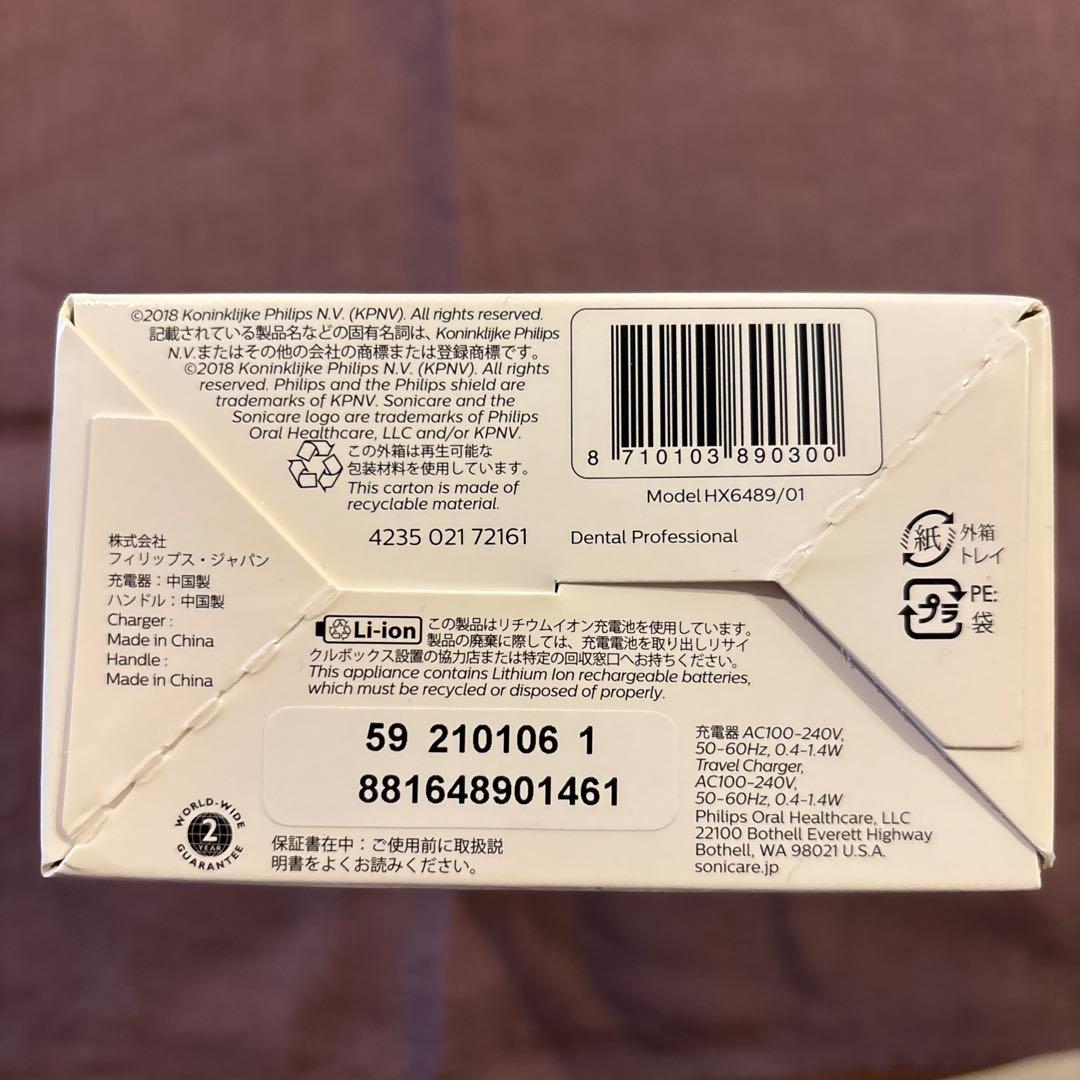 ©2018 Koninklijke Philips N.V. (KPNV). All rights reserved.
記載されている製品名などの固有名詞は、Koninklijke Philips
N.V.またはその他の会社の商標または登録商標です。
©2018 Koninklijke Philips N.V. (KPNV). All rights
reserved. Philips and the Philips shield are
trademarks of KPNV. Sonicare and the
Sonicare logo are trademarks of Philips
Oral Healthcare, LLC and/or KPNV.
この外箱は再生可能な
包装材料を使用しています。
This carton is made of
recyclable material.
4235 021 72161
8 710103 890300
Model HX6489/01
Dental Professional
紙
外箱
トレイ
プラ
PE:
袋
株式会社
フィリップス・ジャパン
充電器：中国製
ハンドル：中国製
Charger :
Made in China
Handle :
Made in China
Li-ion
この製品はリチウムイオン充電池を使用しています。
製品の廃棄に際しては、充電電池を取り出しリサイ
クルボックス設置の協力店または特定の回収窓口へお持ちください。
This appliance contains Lithium Ion rechargeable batteries,
which must be recycled or disposed of properly.
59 210106 1
881648901461
WORLD-WIDE
2
YEAR
GUARANTEE
保証書在中：ご使用前に取扱説
明書をよくお読みください。
充電器 AC100-240V,
50-60Hz, 0.4-1.4W
Travel Charger,
AC100-240V,
50-60Hz, 0.4-1.4W
Philips Oral Healthcare, LLC
22100 Bothell Everett Highway
Bothell, WA 98021 U.S.A.
sonicare.jp